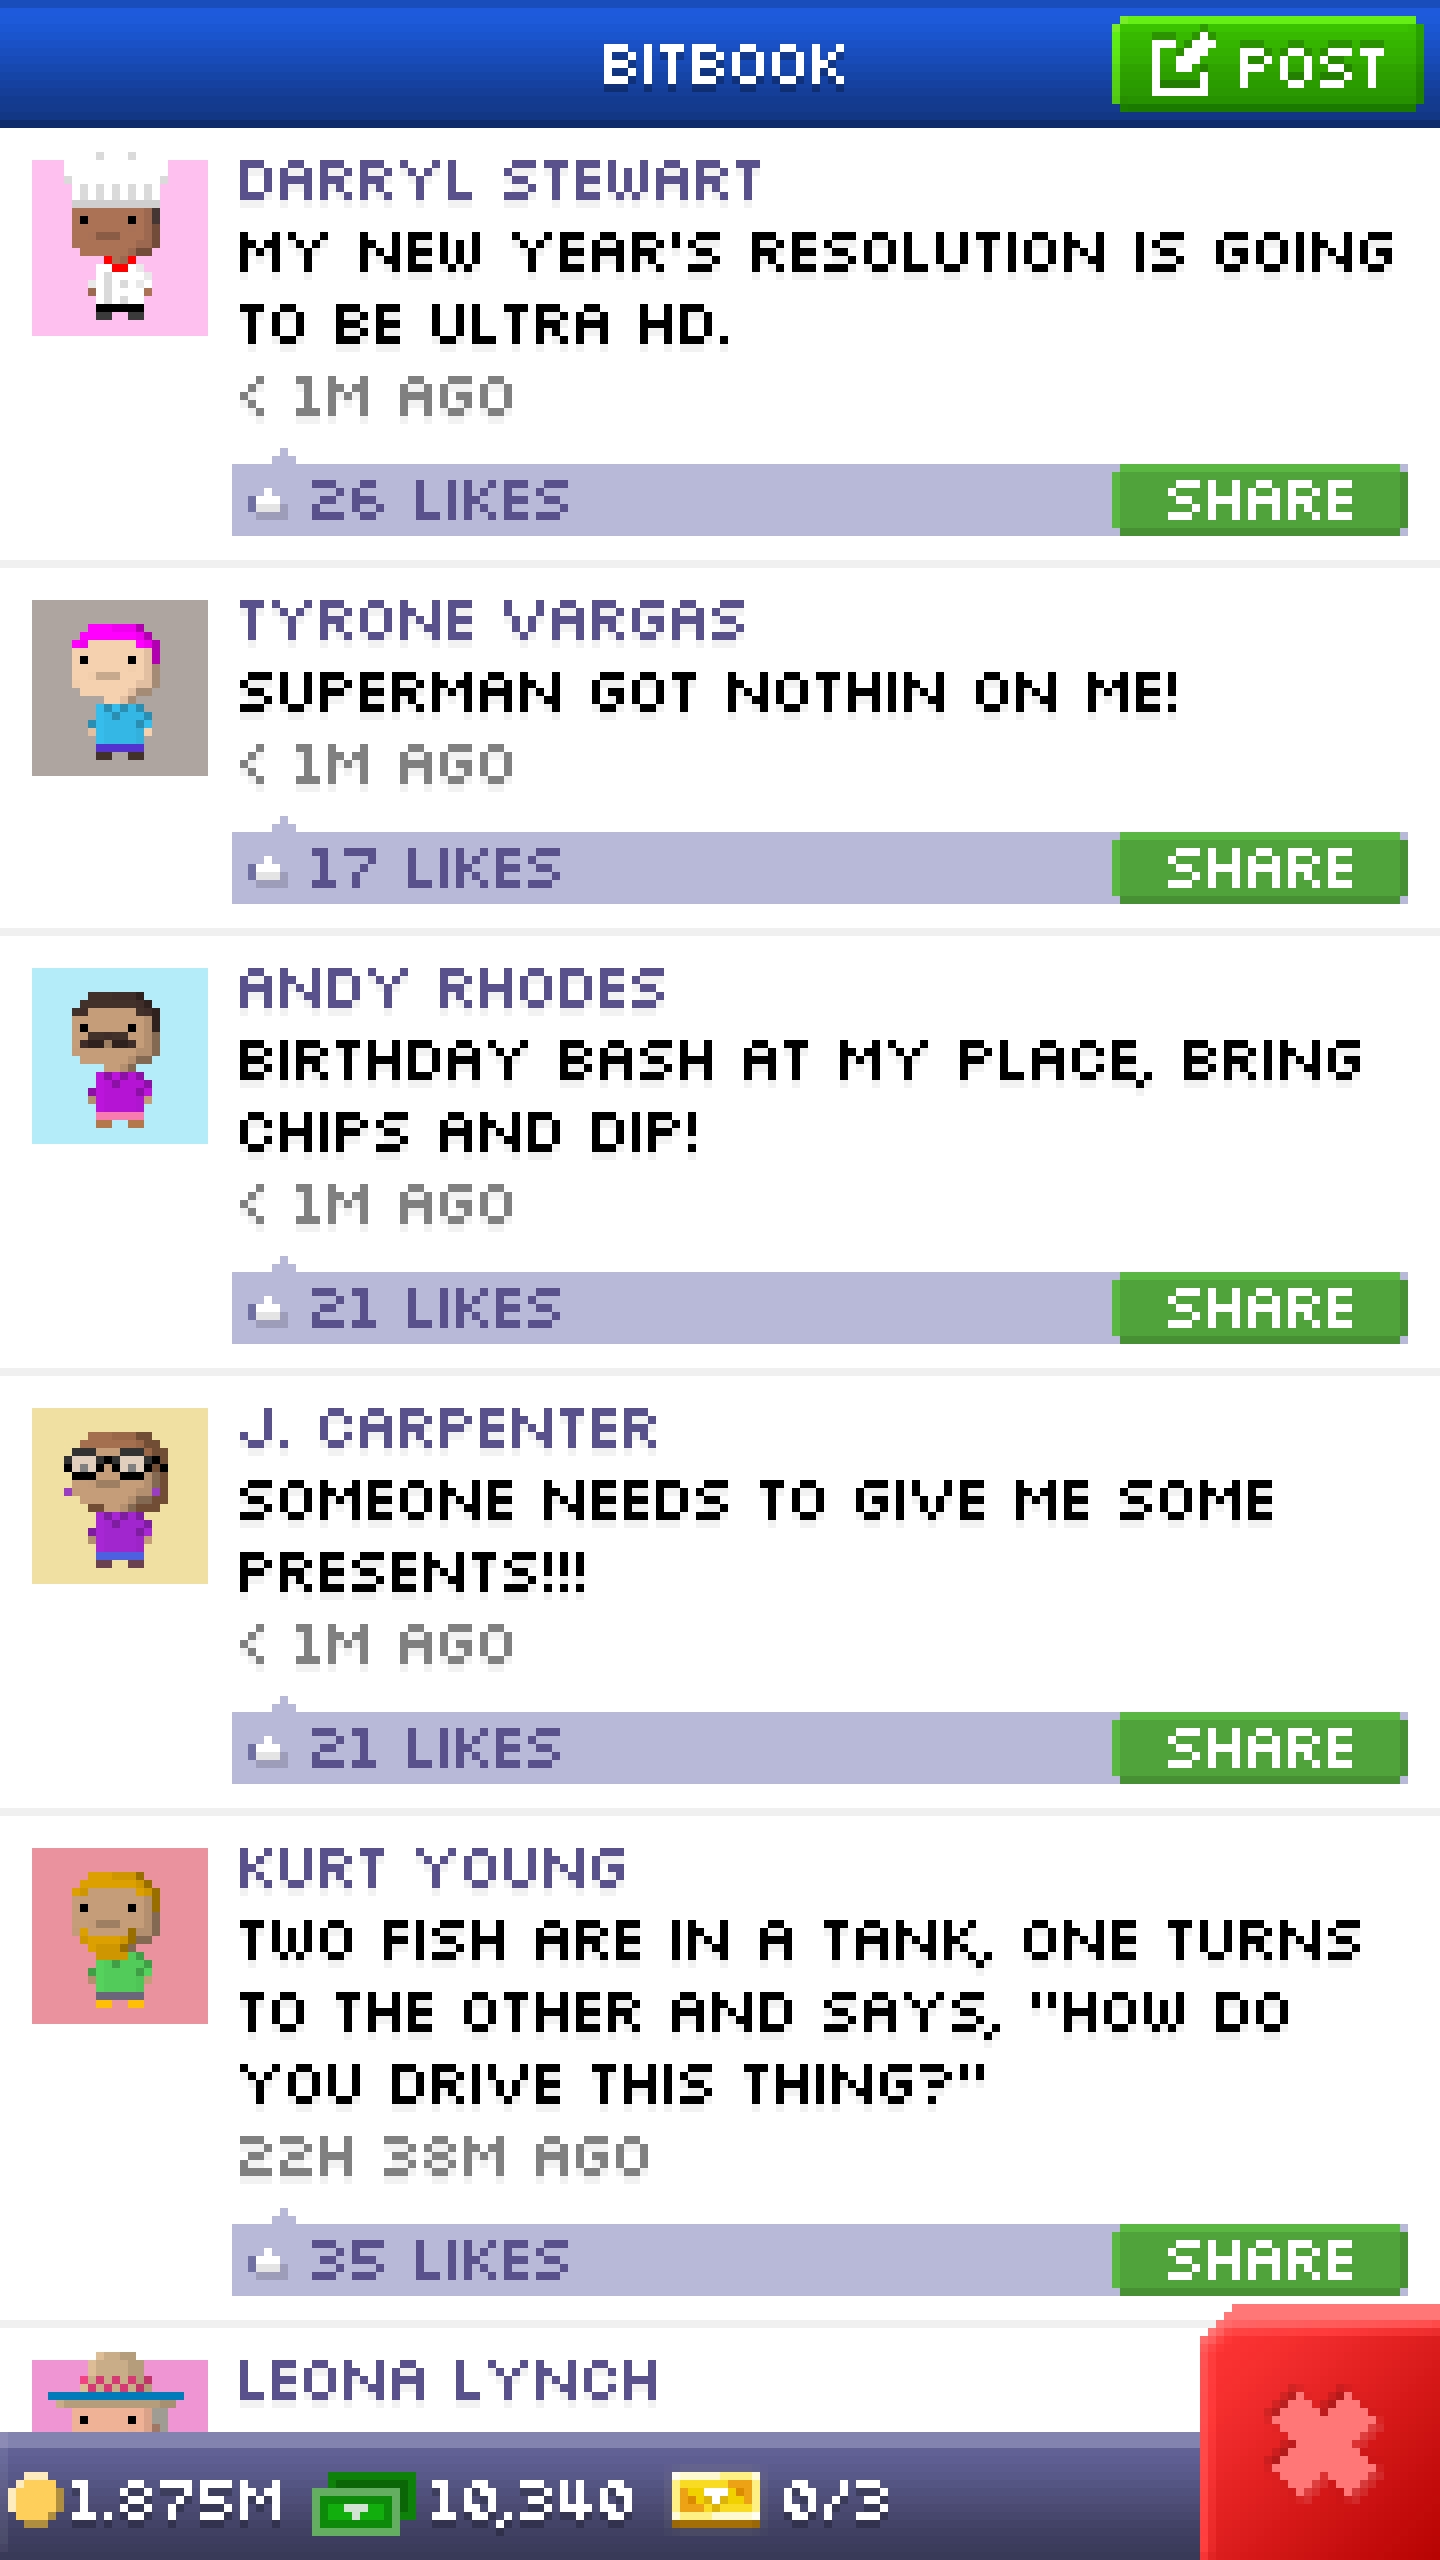 BITBOOK
POST
DARRYL STEWART
MY NEW YEAR'S RESOLUTION IS GOING
TO BE ULTRA HD.
< 1M AGO
26 LIKES
SHARE
TYRONE VARGAS
SUPERMAN GOT NOTHIN ON ME!
< 1M AGO
17 LIKES
SHARE
ANDY RHODES
BIRTHDAY BASH AT MY PLACE, BRING
CHIPS AND DIP!
< 1M AGO
21 LIKES
SHARE
J. CARPENTER
SOMEONE NEEDS TO GIVE ME SOME
PRESENTS!!!
< 1M AGO
21 LIKES
SHARE
KURT YOUNG
TWO FISH ARE IN A TANK, ONE TURNS
TO THE OTHER AND SAYS, "HOW DO
YOU DRIVE THIS THING?"
22H 38M AGO
35 LIKES
SHARE
LEONA LYNCH
1.875M 10,340 0/3